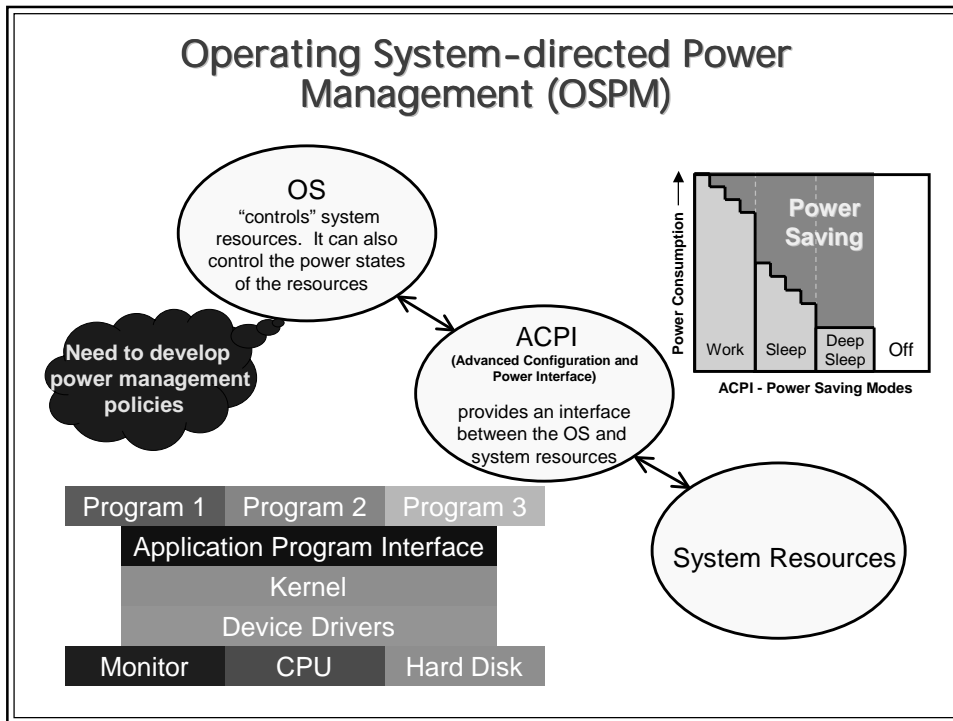 Operating System-directed Power
Management (OSPM)
OS
“controls” system
resources.  It can also
control the power states
of the resources
Need to develop
power management
policies
ACPI
(Advanced Configuration and
Power Interface)
provides an interface
between the OS and
system resources
System Resources
Power Consumption
Power
Saving
Work
Sleep
Deep
Sleep
Off
ACPI - Power Saving Modes
Program 1
Program 2
Program 3
Application Program Interface
Kernel
Device Drivers
Monitor
CPU
Hard Disk